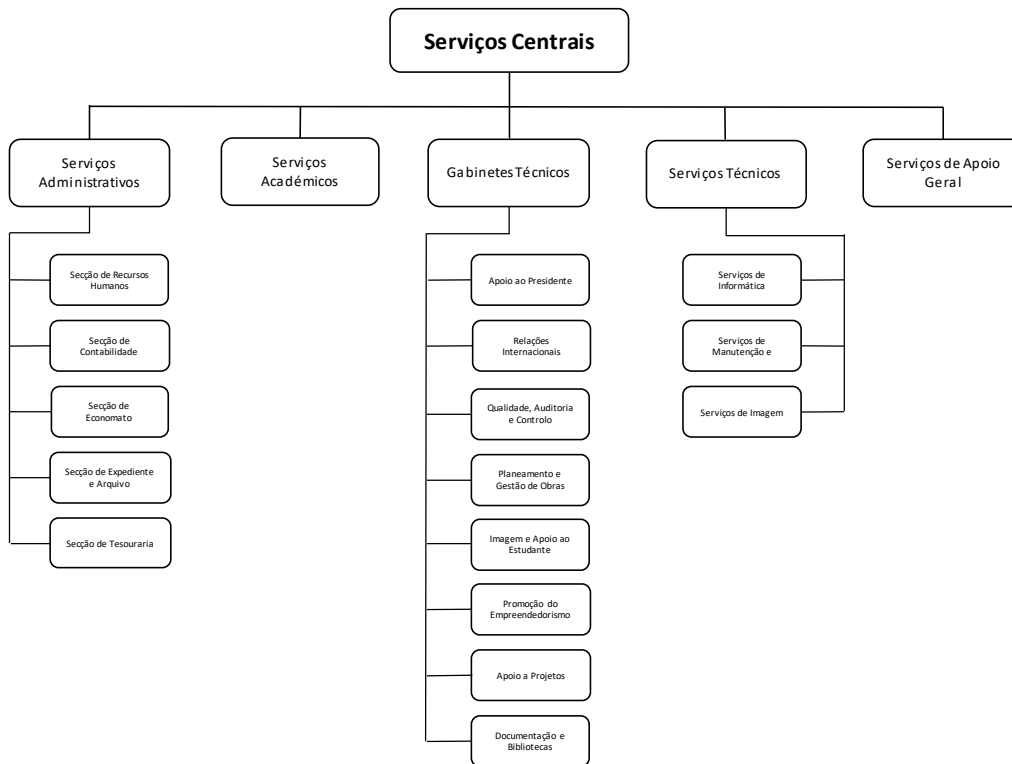 Serviços Centrais
Serviços
Administrativos
Serviços
Académicos
Gabinetes Técnicos
Serviços Técnicos
Serviços de Apoio
Geral
Secção de Recursos
Humanos
Secção de
Contabilidade
Secção de
Economato
Secção de Expediente
e Arquivo
Secção de Tesouraria
Apoio ao Presidente
Relações
Internacionais
Qualidade, Auditoria
e Controlo
Planeamento e
Gestão de Obras
Imagem e Apoio ao
Estudante
Promoção do
Empreendedorismo
Apoio a Projetos
Documentação e
Bibliotecas
Serviços de
Informática
Serviços de
Manutenção e
Serviços de Imagem